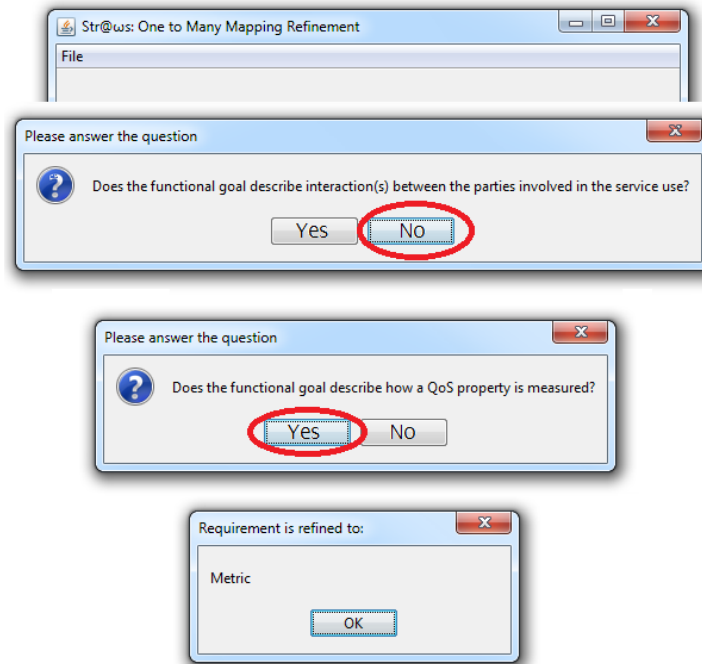 Str@ωs: One to Many Mapping Refinement
File
Please answer the question
Does the functional goal describe interaction(s) between the parties involved in the service use?
Yes No
Please answer the question
Does the functional goal describe how a QoS property is measured?
Yes No
Requirement is refined to:
Metric
OK